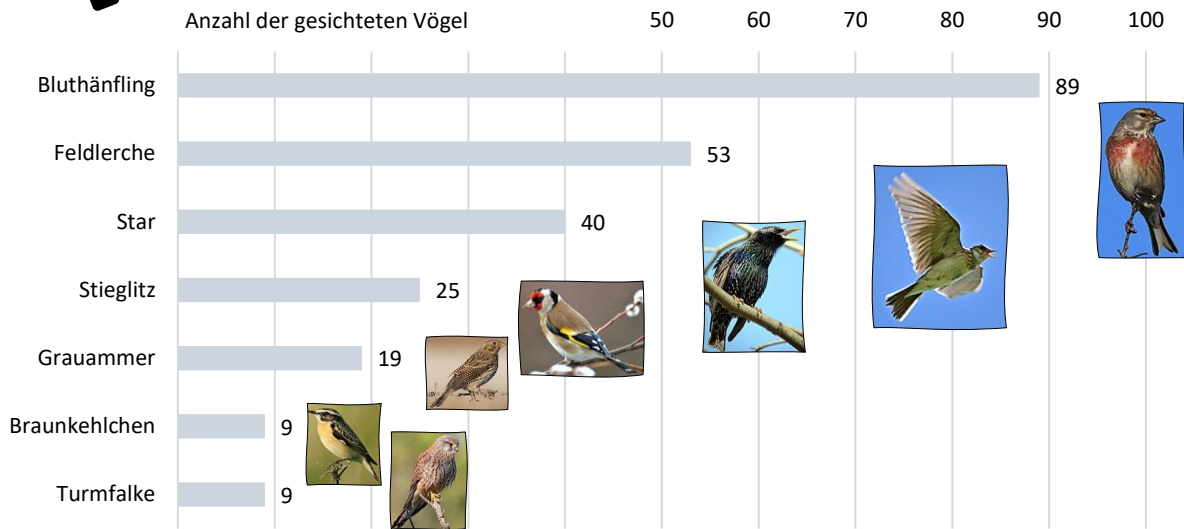 Anzahl der gesichteten Vögel 50 60 70 80 90 100
Bluthänfling 89
Feldlerche 53
Star 40
Stieglitz 25
Grauammer 19
Braunkehlchen 9
Turmfalke 9